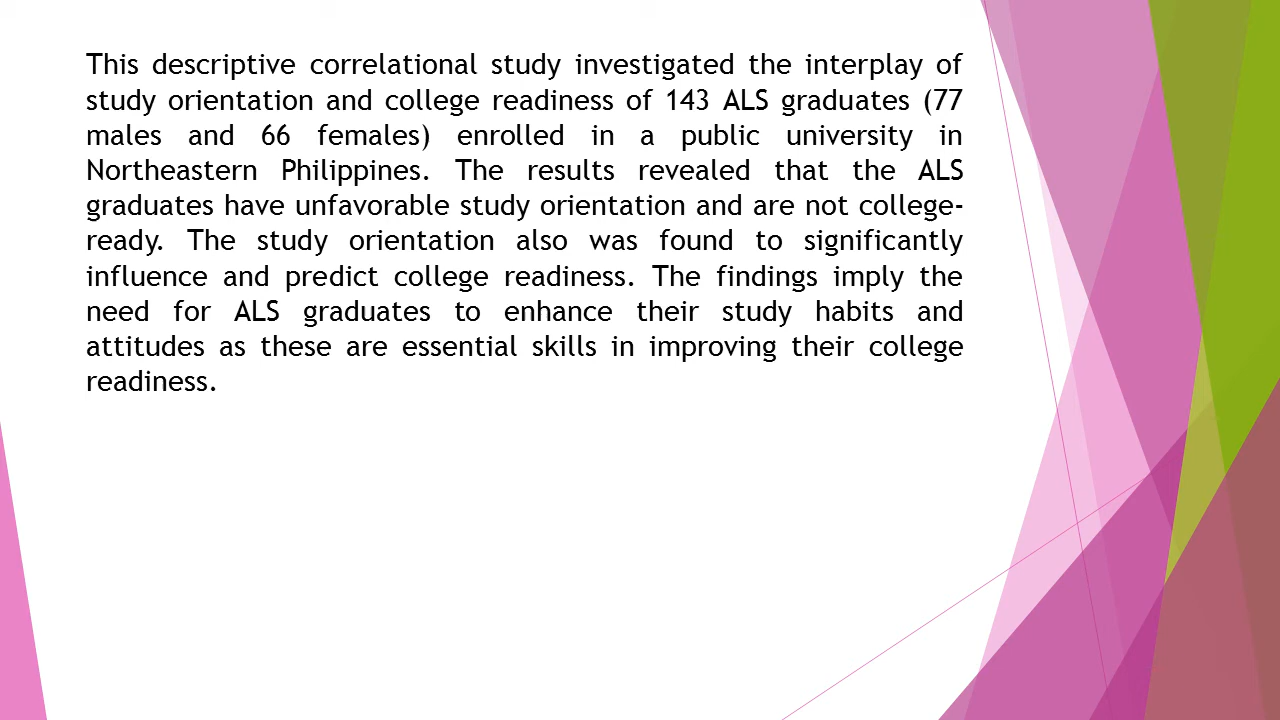 This descriptive correlational study investigated the interplay of
study orientation and college readiness of 143 ALS graduates (77
males and 66 females) enrolled in a public university in
Northeastern Philippines. The results revealed that the ALS
graduates have unfavorable study orientation and are not college-
ready. The study orientation also was found to significantly
influence and predict college readiness. The findings imply the
need for ALS graduates to enhance their study habits and
attitudes as these are essential skills in improving their college
readiness.